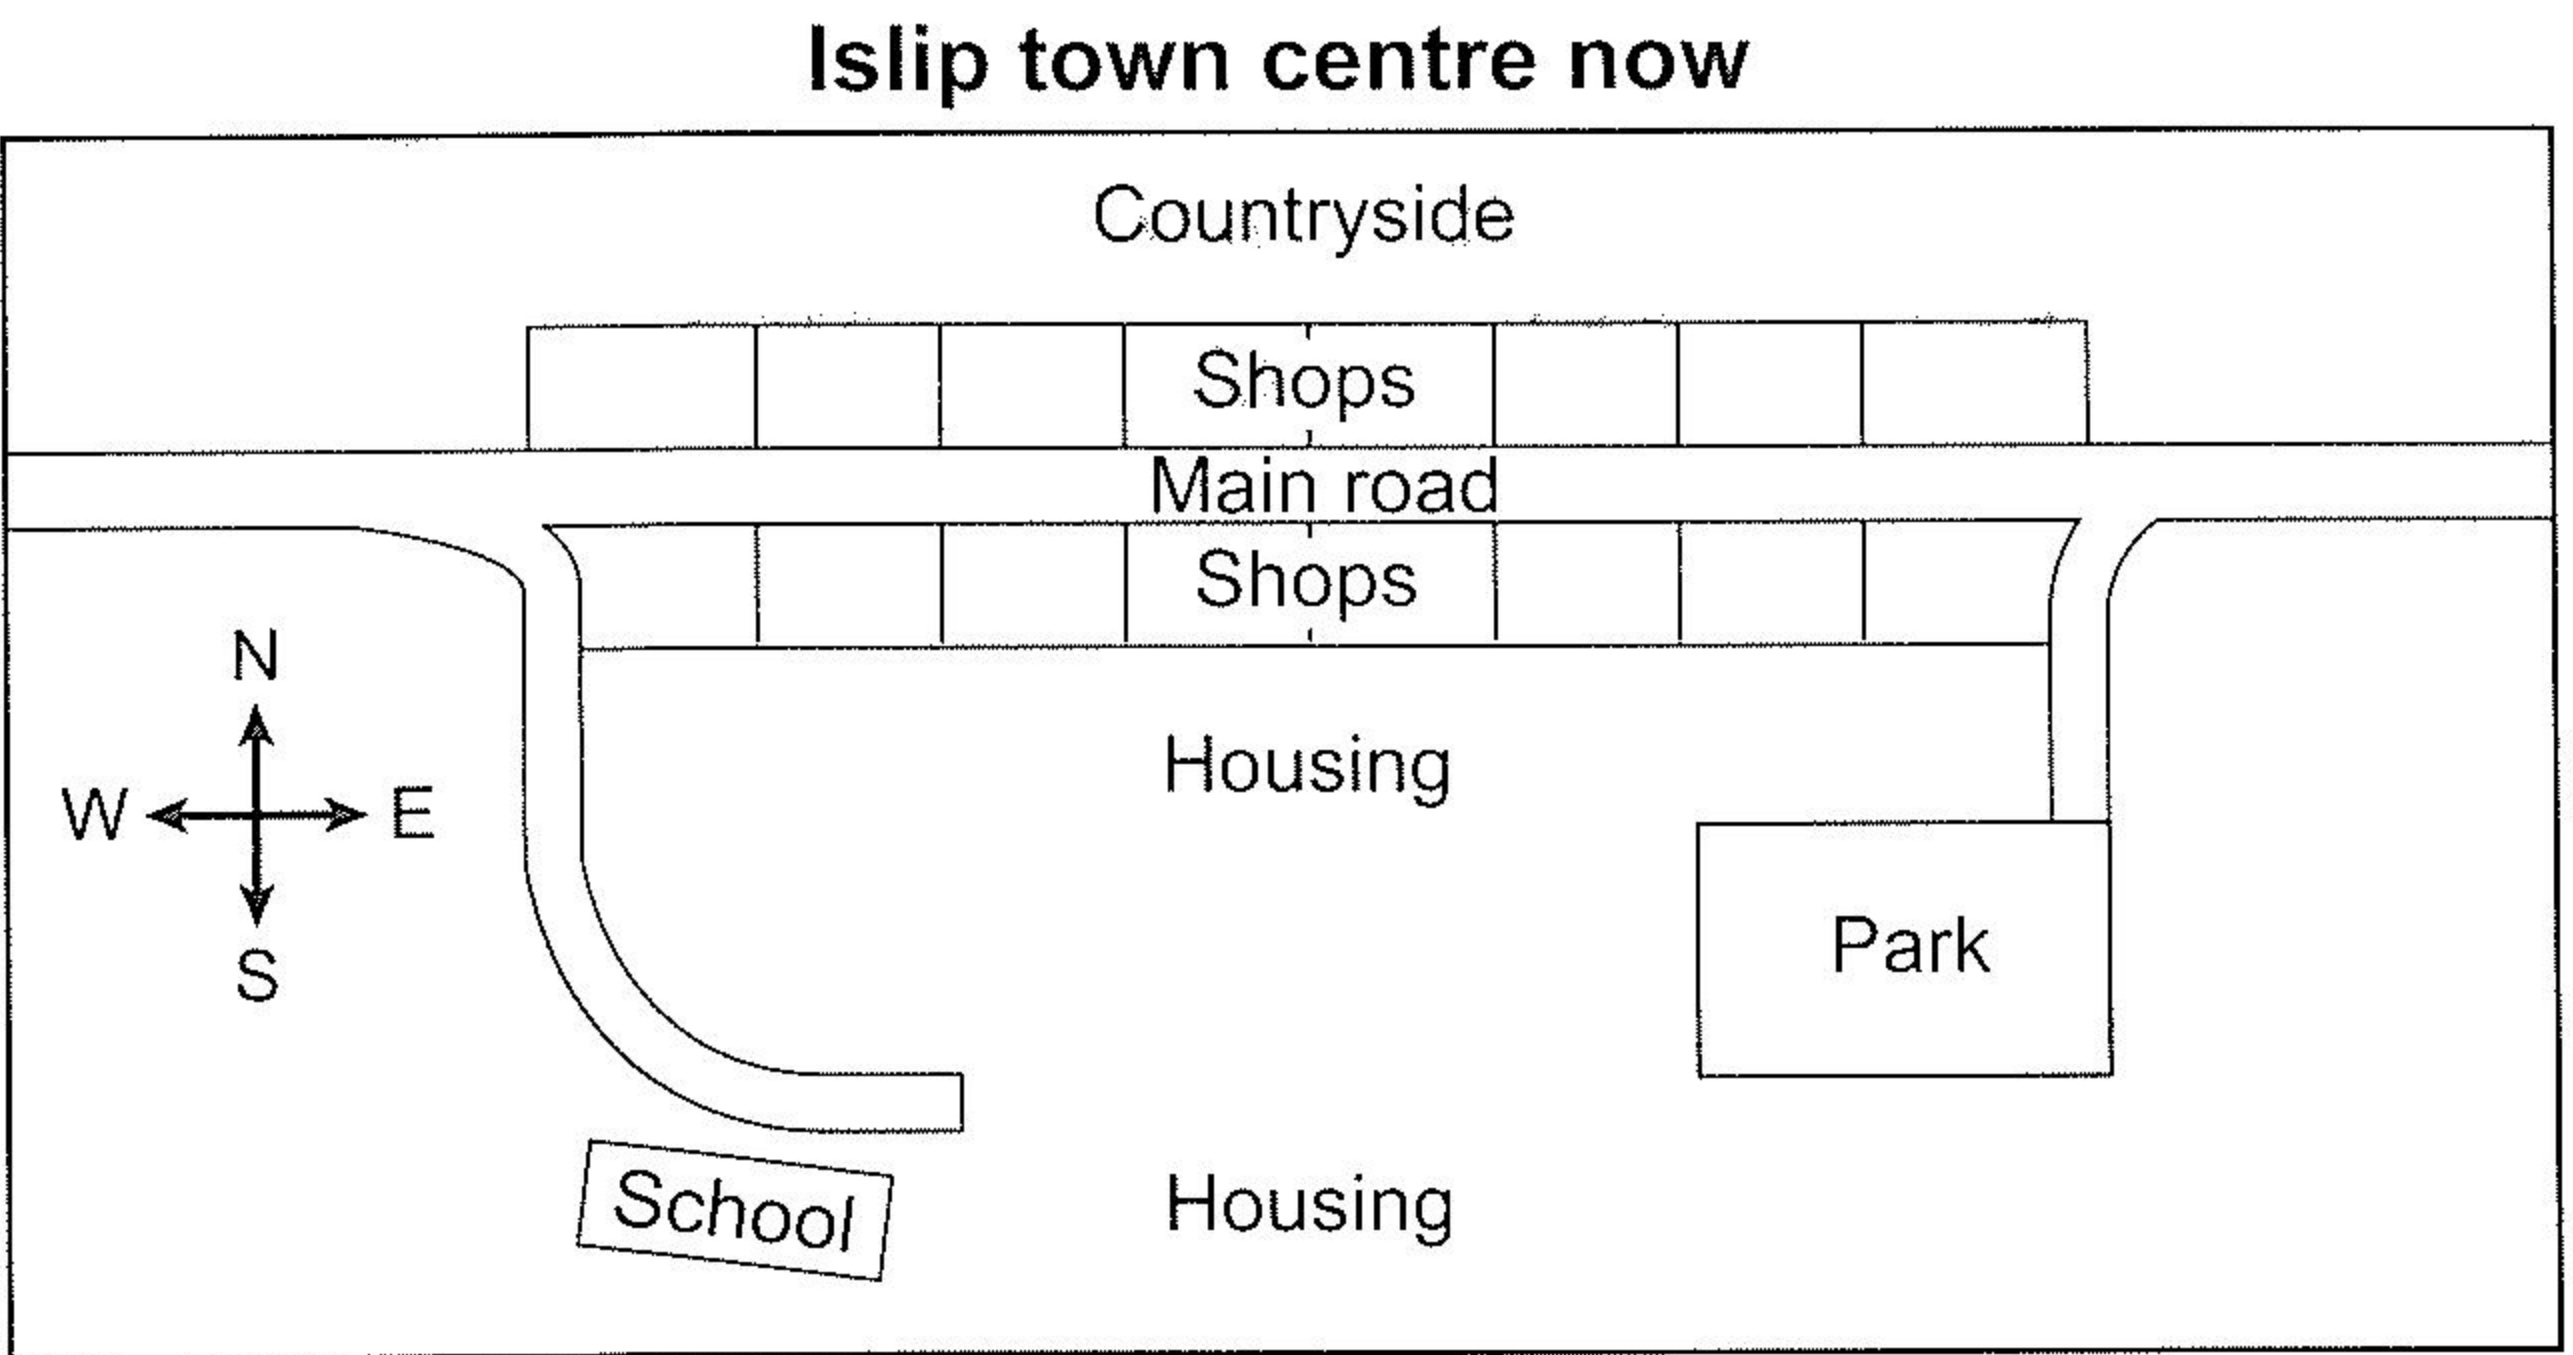 Islip town centre now
Countryside
Shops
Main road
Shops
N
W E
S
Housing
Park
School
Housing